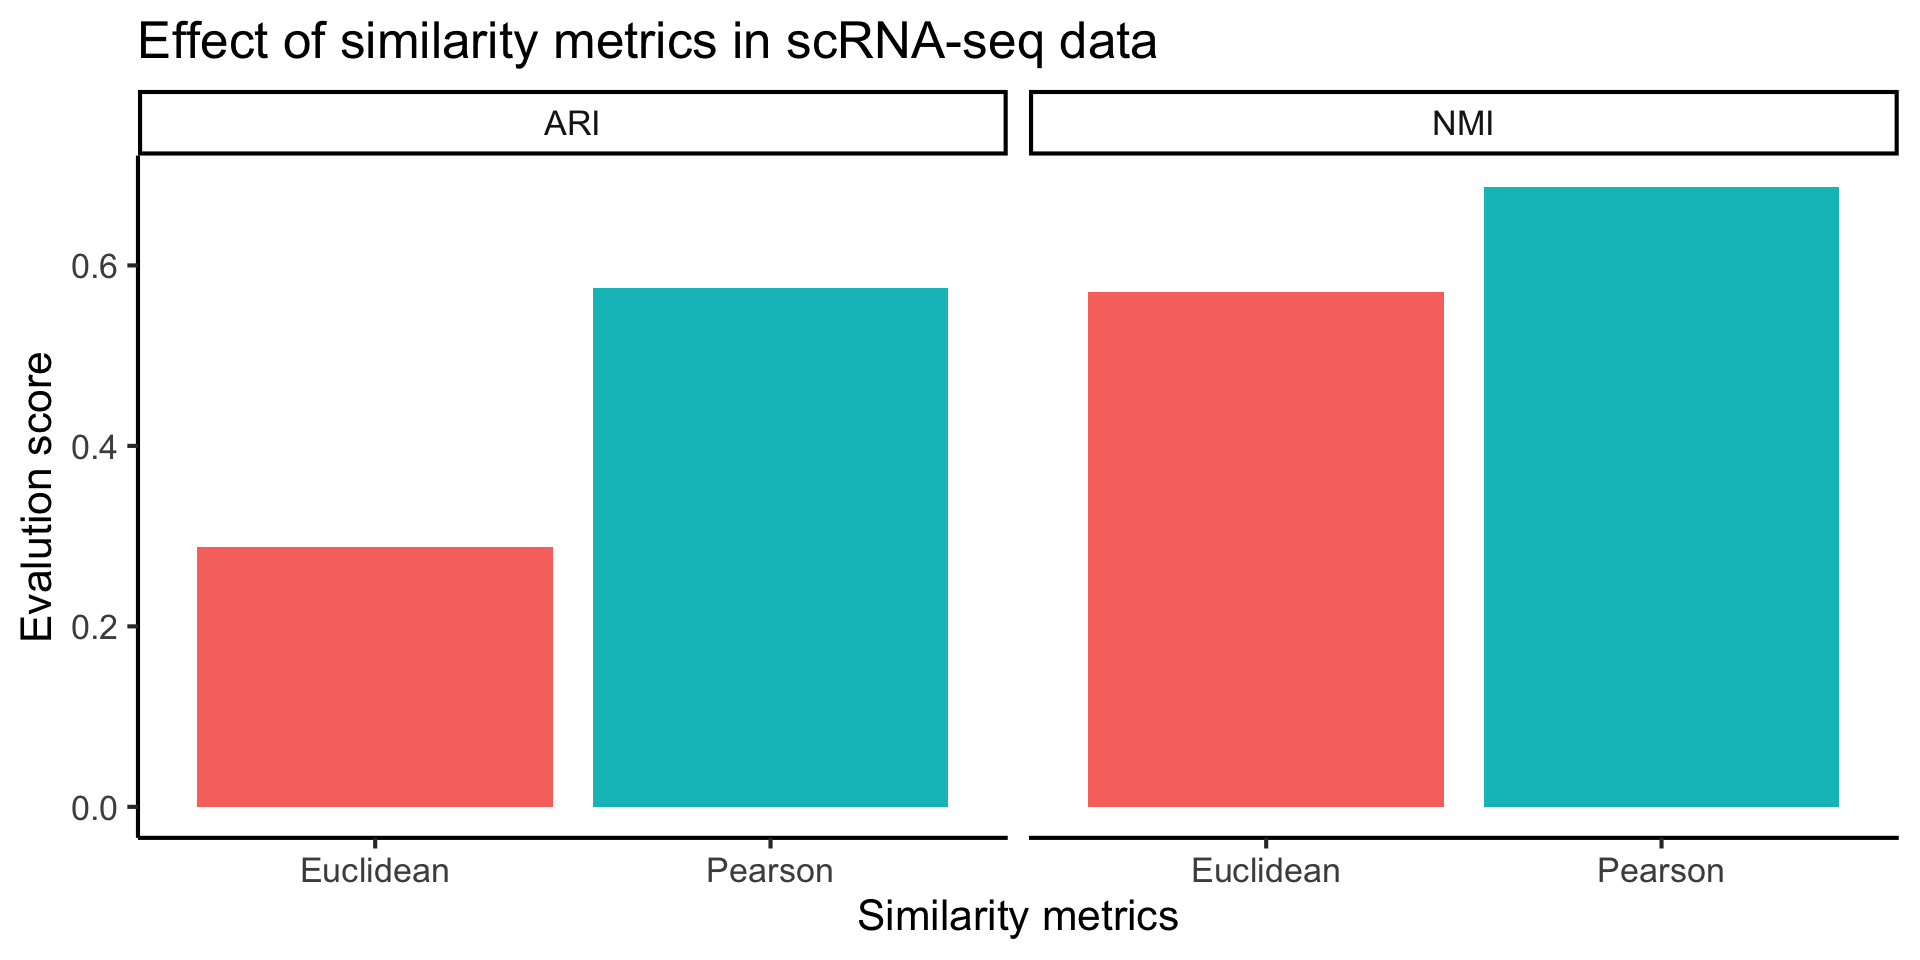 Effect of similarity metrics in scRNA-seq data
ARI
NMI
Evalution score
0.6
0.4
0.2
0.0
Euclidean
Pearson
Euclidean
Pearson
Similarity metrics